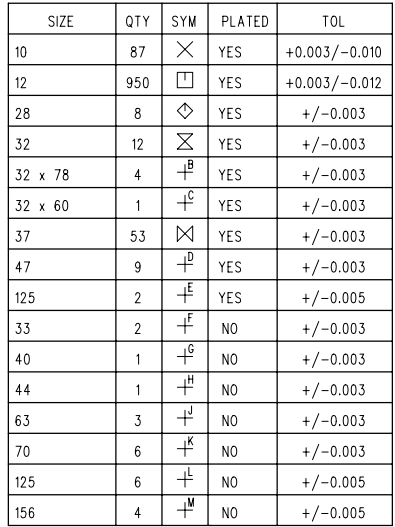 SIZE QTY SYM PLATED TOL
10 87 YES +0.003/-0.010
12 950 YES +0.003/-0.012
28 8 YES +/-0.003
32 12 YES +/-0.003
32 x 78 4 B YES +/-0.003
32 x 60 1 C YES +/-0.003
37 53 YES +/-0.003
47 9 D YES +/-0.003
125 2 E YES +/-0.005
33 2 F NO +/-0.003
40 1 G NO +/-0.003
44 1 H NO +/-0.003
63 3 J NO +/-0.003
70 6 K NO +/-0.003
125 6 L NO +/-0.005
156 4 M NO +/-0.005